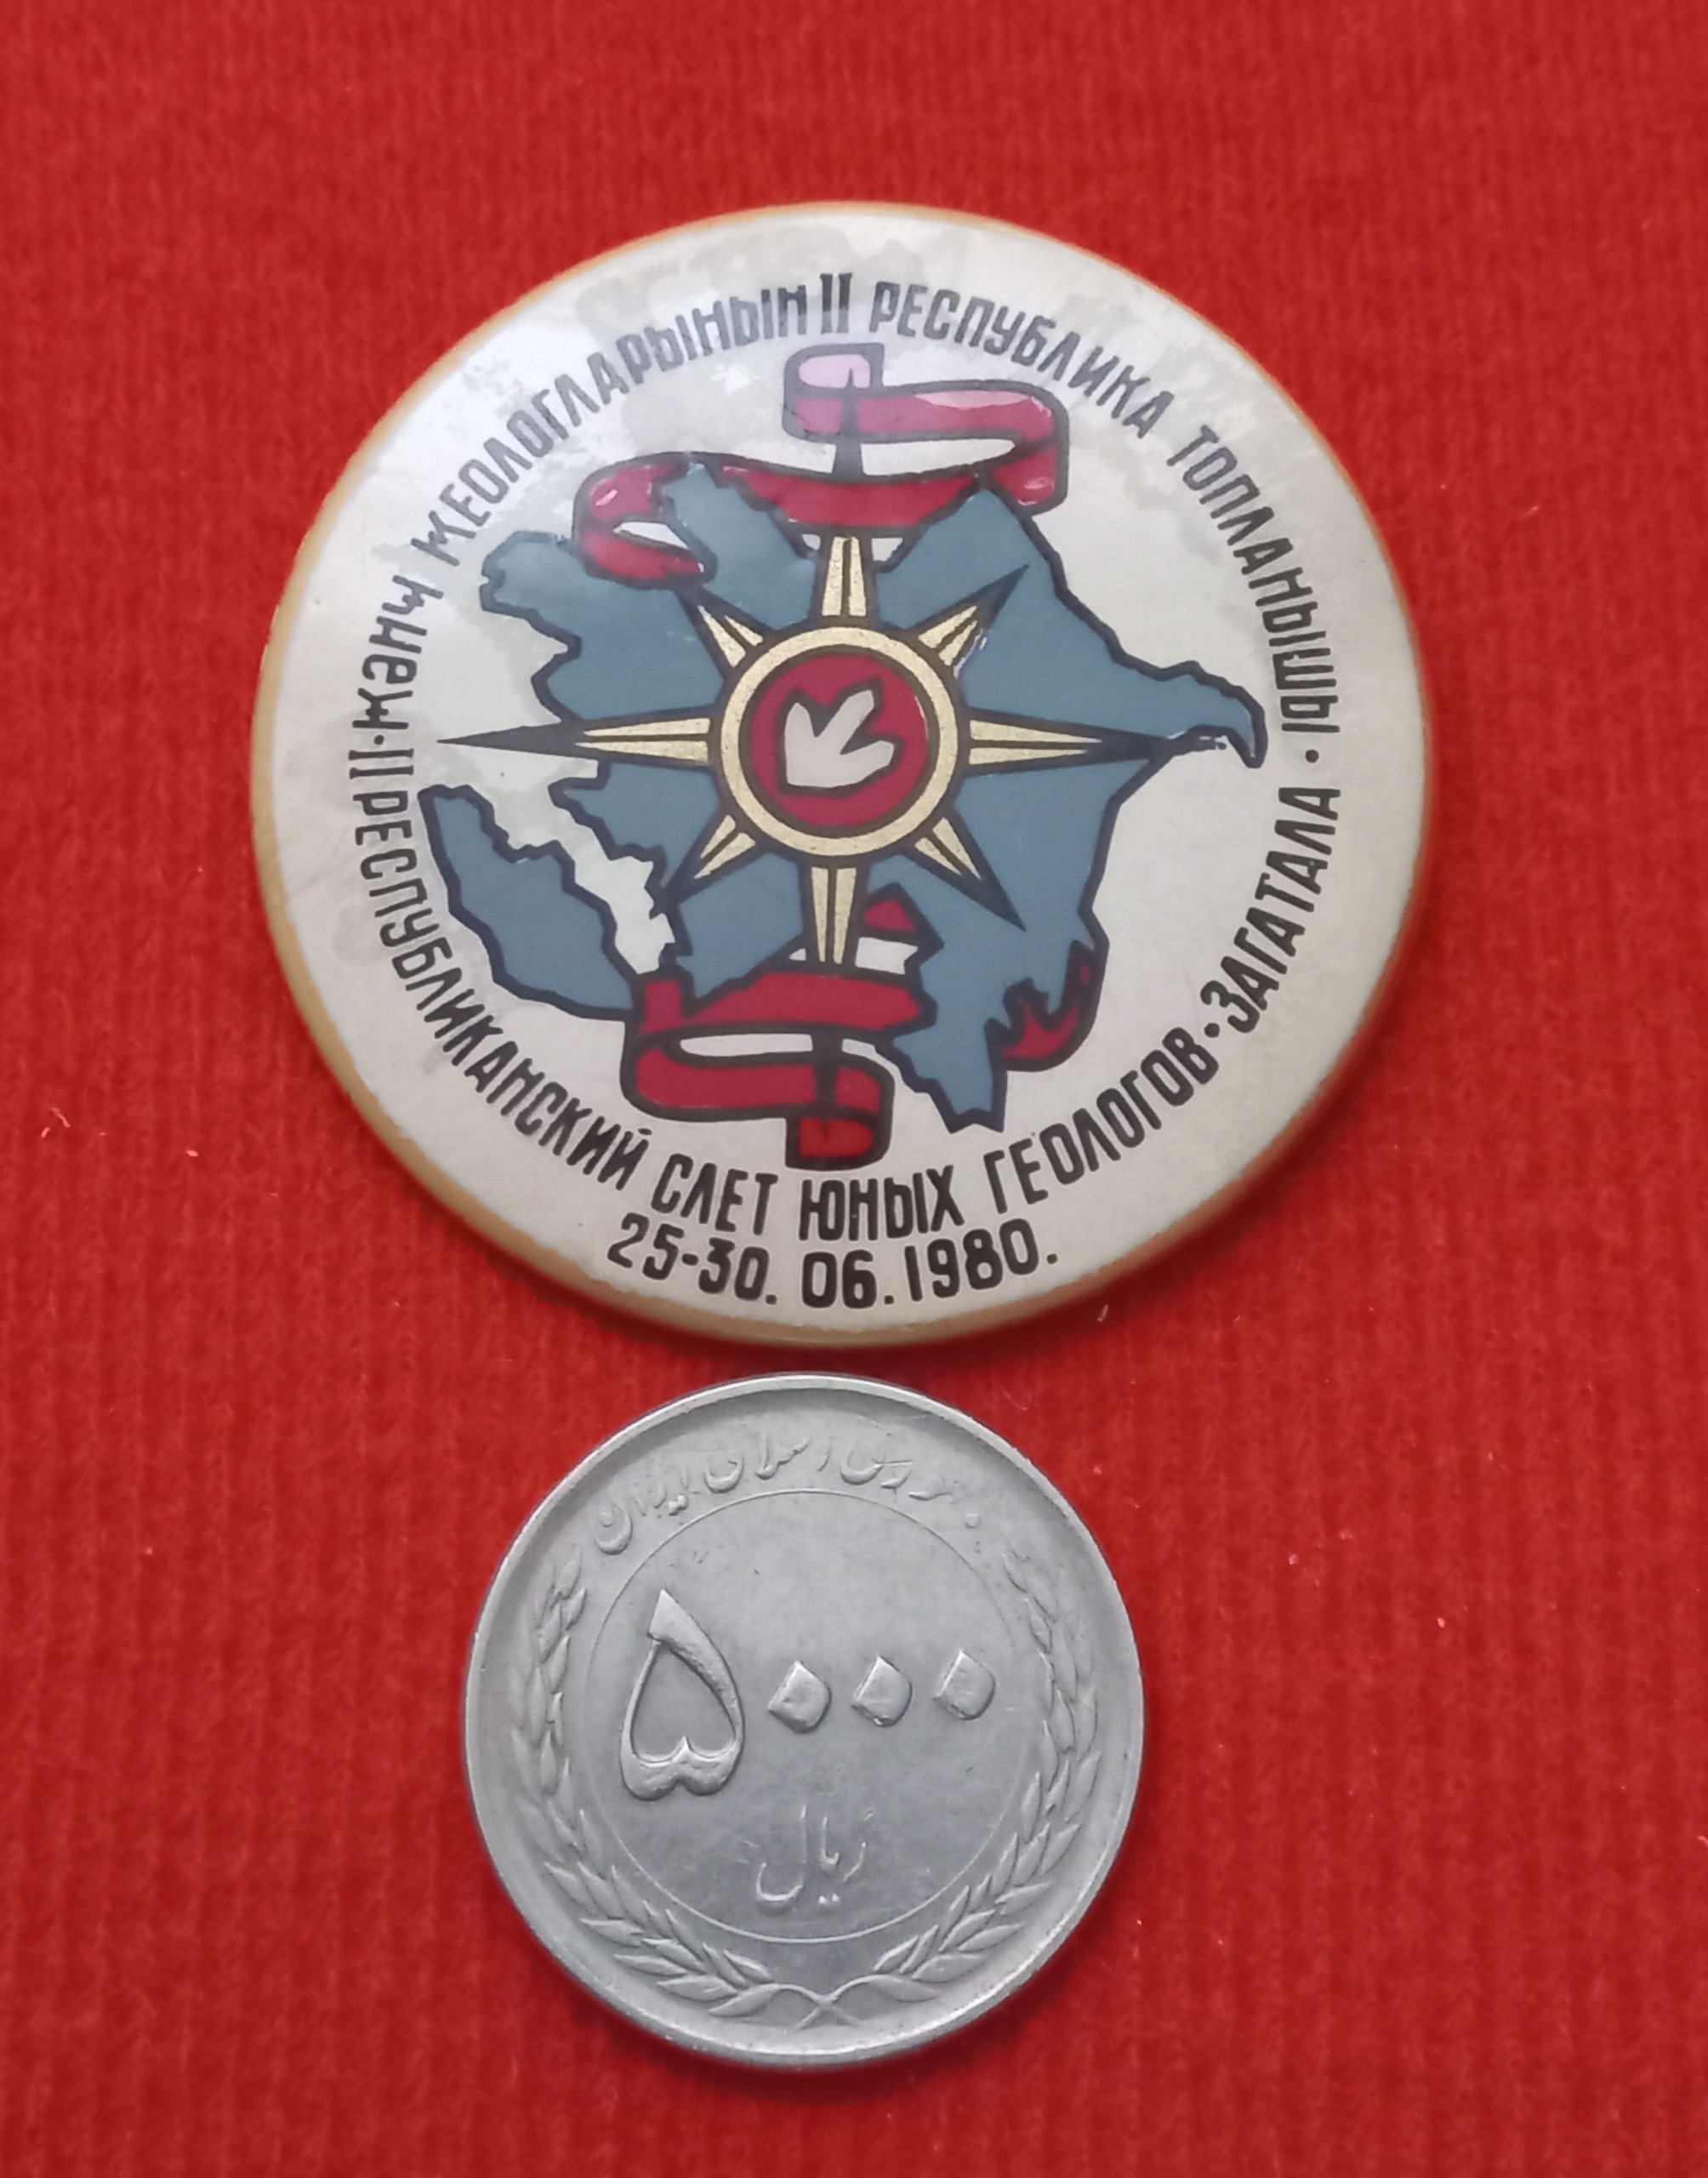 ҜӘНҸ ҜЕОЛОГЛАРЫНЫН II РЕСПУБЛИКА ТОПЛАНЫШЫ •
• II РЕСПУБЛИКАНСКИЙ СЛЕТ ЮНЫХ ГЕОЛОГОВ • ЗАГАТАЛА
25-30. 06. 1980.
جمهوری اسلامی ایران
۵۰۰۰
ریال